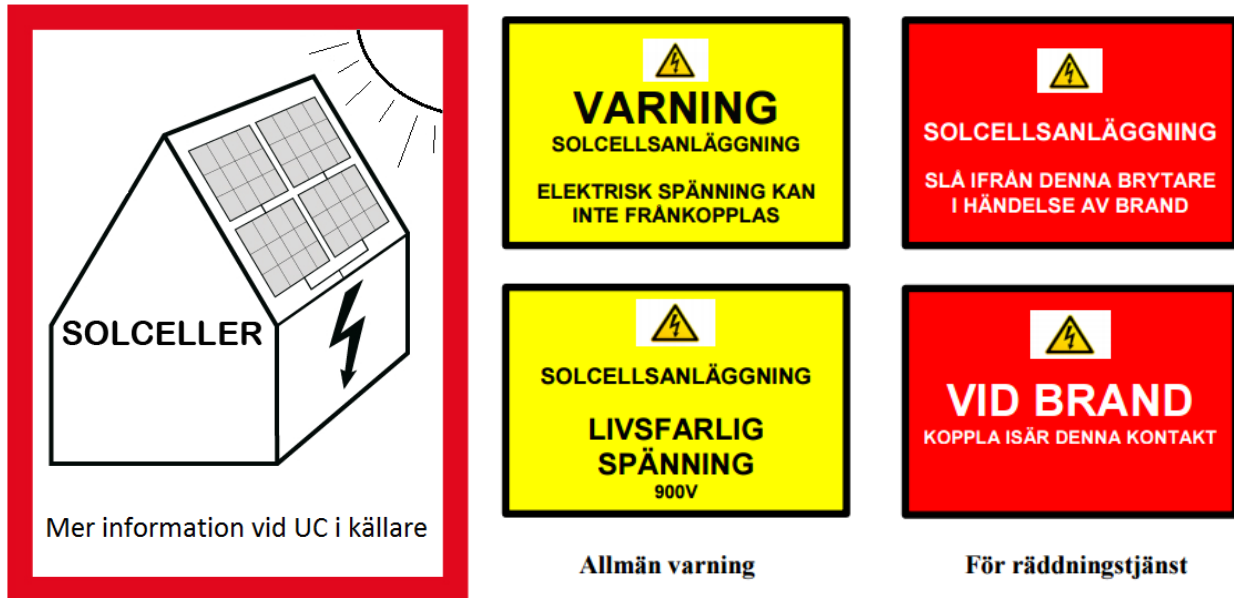 SOLCELLER
Mer information vid UC i källare
VARNING
SOLCELLSANLÄGGNING
ELEKTRISK SPÄNNING KAN
INTE FRÅNKOPPLAS
SOLCELLSANLÄGGNING
LIVSFARLIG
SPÄNNING
900V
Allmän varning
SOLCELLSANLÄGGNING
SLÅ IFRÅN DENNA BRYTARE
I HÄNDELSE AV BRAND
VID BRAND
KOPPLA ISÄR DENNA KONTAKT
För räddningstjänst